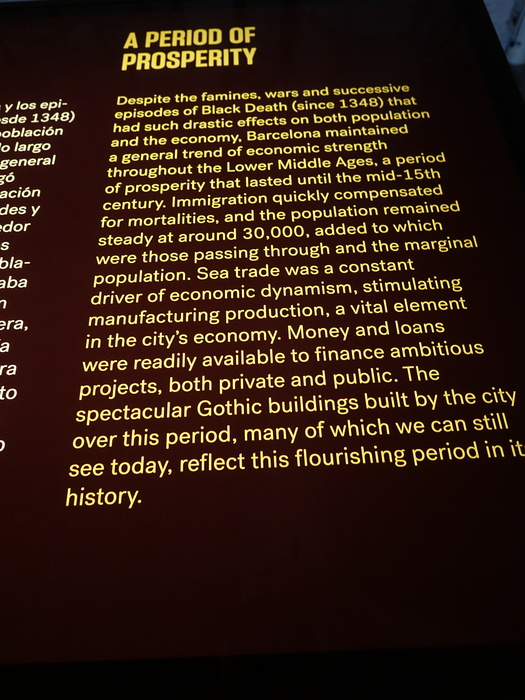 A PERIOD OF
PROSPERITY
Despite the famines, wars and successive
episodes of Black Death (since 1348) that
had such drastic effects on both population
and the economy, Barcelona maintained
a general trend of economic strength
throughout the Lower Middle Ages, a period
of prosperity that lasted until the mid-15th
century. Immigration quickly compensated
for mortalities, and the population remained
steady at around 30,000, added to which
were those passing through and the marginal
population. Sea trade was a constant
driver of economic dynamism, stimulating
manufacturing production, a vital element
in the city's economy. Money and loans
were readily available to finance ambitious
projects, both private and public. The
spectacular Gothic buildings built by the city
over this period, many of which we can still
see today, reflect this flourishing period in it
history.
y los epi-
sde 1348)
población
lo largo
general
gó
ación
des y
edor
s
bla-
aba
n
era,
a
ra
to
o